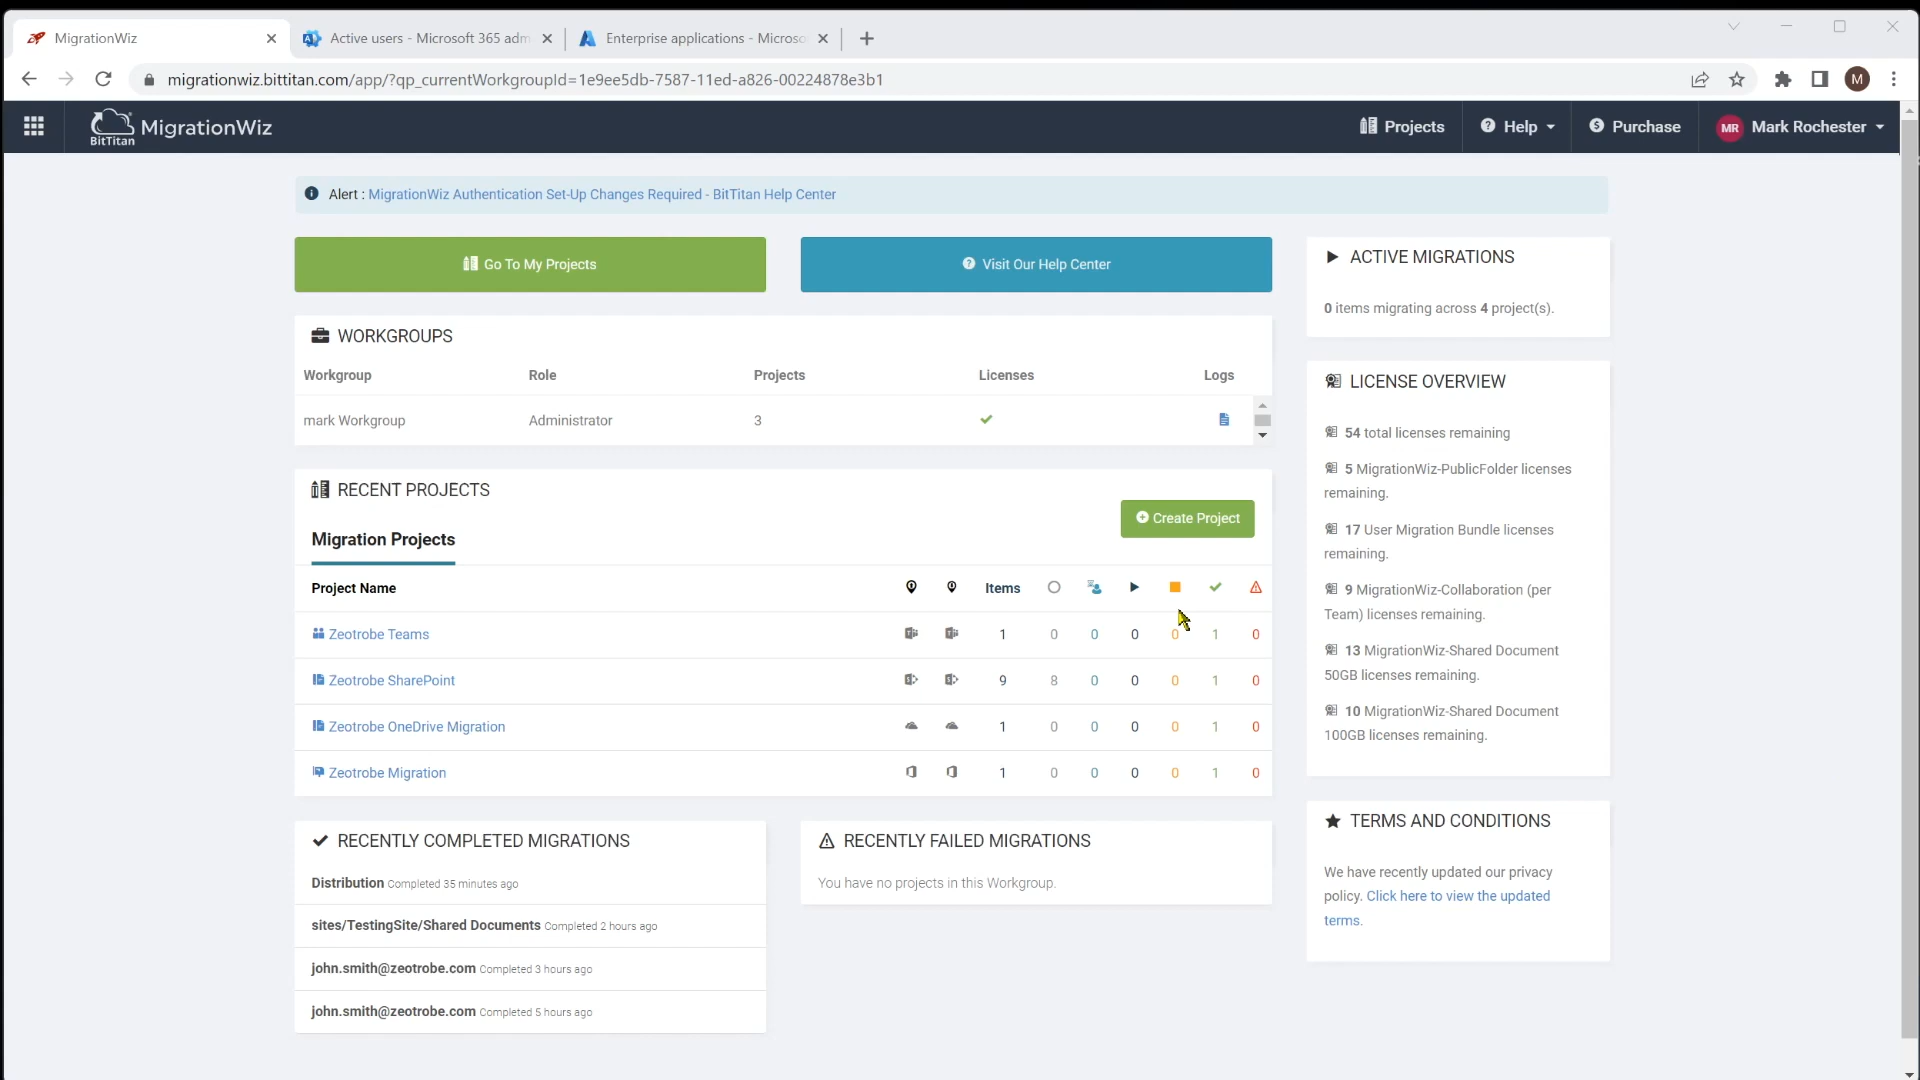 MigrationWiz
Active users - Microsoft 365 adm
Enterprise applications - Microso
migrationwiz.bittitan.com/app/?qp_currentWorkgroupId=1e9ee5db-7587-11ed-a826-00224878e3b1
M
BitTitan
MigrationWiz
Projects
Help
Purchase
MR
Mark Rochester
Alert : MigrationWiz Authentication Set-Up Changes Required - BitTitan Help Center
Go To My Projects
Visit Our Help Center
WORKGROUPS
Workgroup Role Projects Licenses Logs
mark Workgroup Administrator 3
RECENT PROJECTS
Create Project
Migration Projects
Project Name Items
Zeotrobe Teams 1 0 0 0 0 1 0
Zeotrobe SharePoint 9 8 0 0 0 1 0
Zeotrobe OneDrive Migration 1 0 0 0 0 1 0
Zeotrobe Migration 1 0 0 0 0 1 0
RECENTLY COMPLETED MIGRATIONS
Distribution Completed 35 minutes ago
sites/TestingSite/Shared Documents Completed 2 hours ago
john.smith@zeotrobe.com Completed 3 hours ago
john.smith@zeotrobe.com Completed 5 hours ago
RECENTLY FAILED MIGRATIONS
You have no projects in this Workgroup.
ACTIVE MIGRATIONS
0 items migrating across 4 project(s).
LICENSE OVERVIEW
54 total licenses remaining
5 MigrationWiz-PublicFolder licenses
remaining.
17 User Migration Bundle licenses
remaining.
9 MigrationWiz-Collaboration (per
Team) licenses remaining.
13 MigrationWiz-Shared Document
50GB licenses remaining.
10 MigrationWiz-Shared Document
100GB licenses remaining.
TERMS AND CONDITIONS
We have recently updated our privacy
policy. Click here to view the updated
terms.